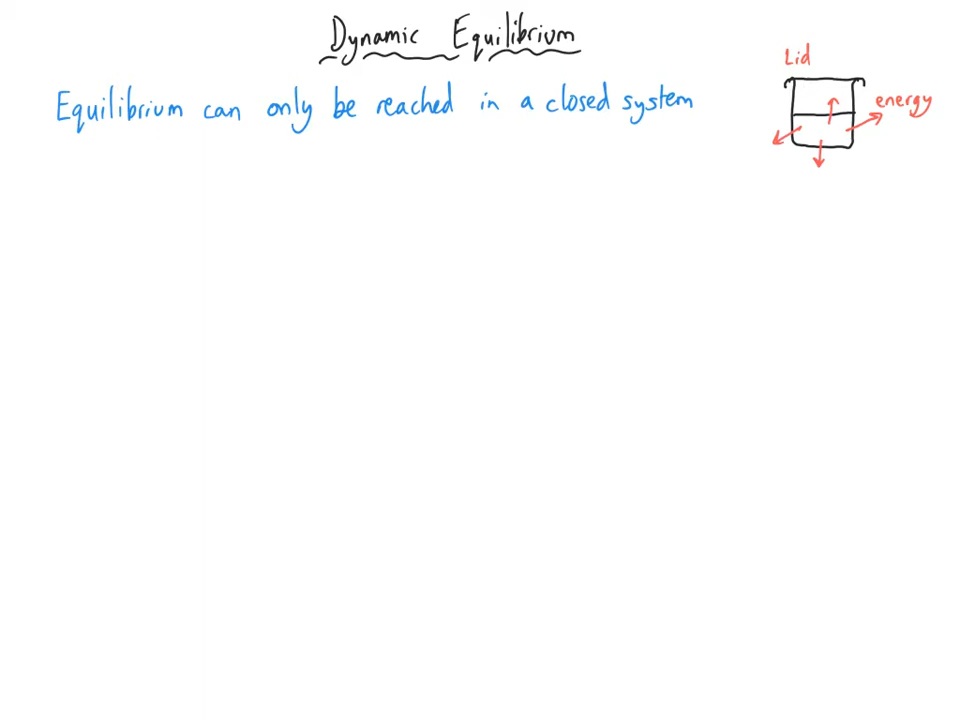 Dynamic Equilibrium
Lid
Equilibrium can only be reached in a closed system
energy